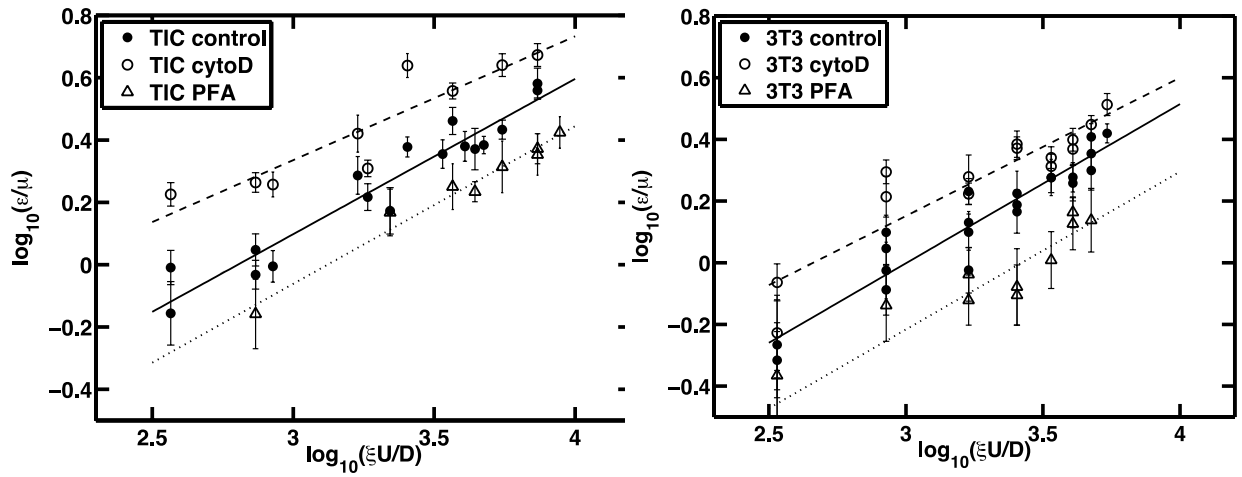 0.8
0.6
0.4
0.2
0
−0.2
−0.4
log10(ε/μ)
TIC control
TIC cytoD
TIC PFA
2.5 3 3.5 4
log10(ξU/D)
0.8
0.6
0.4
0.2
0
−0.2
−0.4
log10(ε/μ)
3T3 control
3T3 cytoD
3T3 PFA
2.5 3 3.5 4
log10(ξU/D)